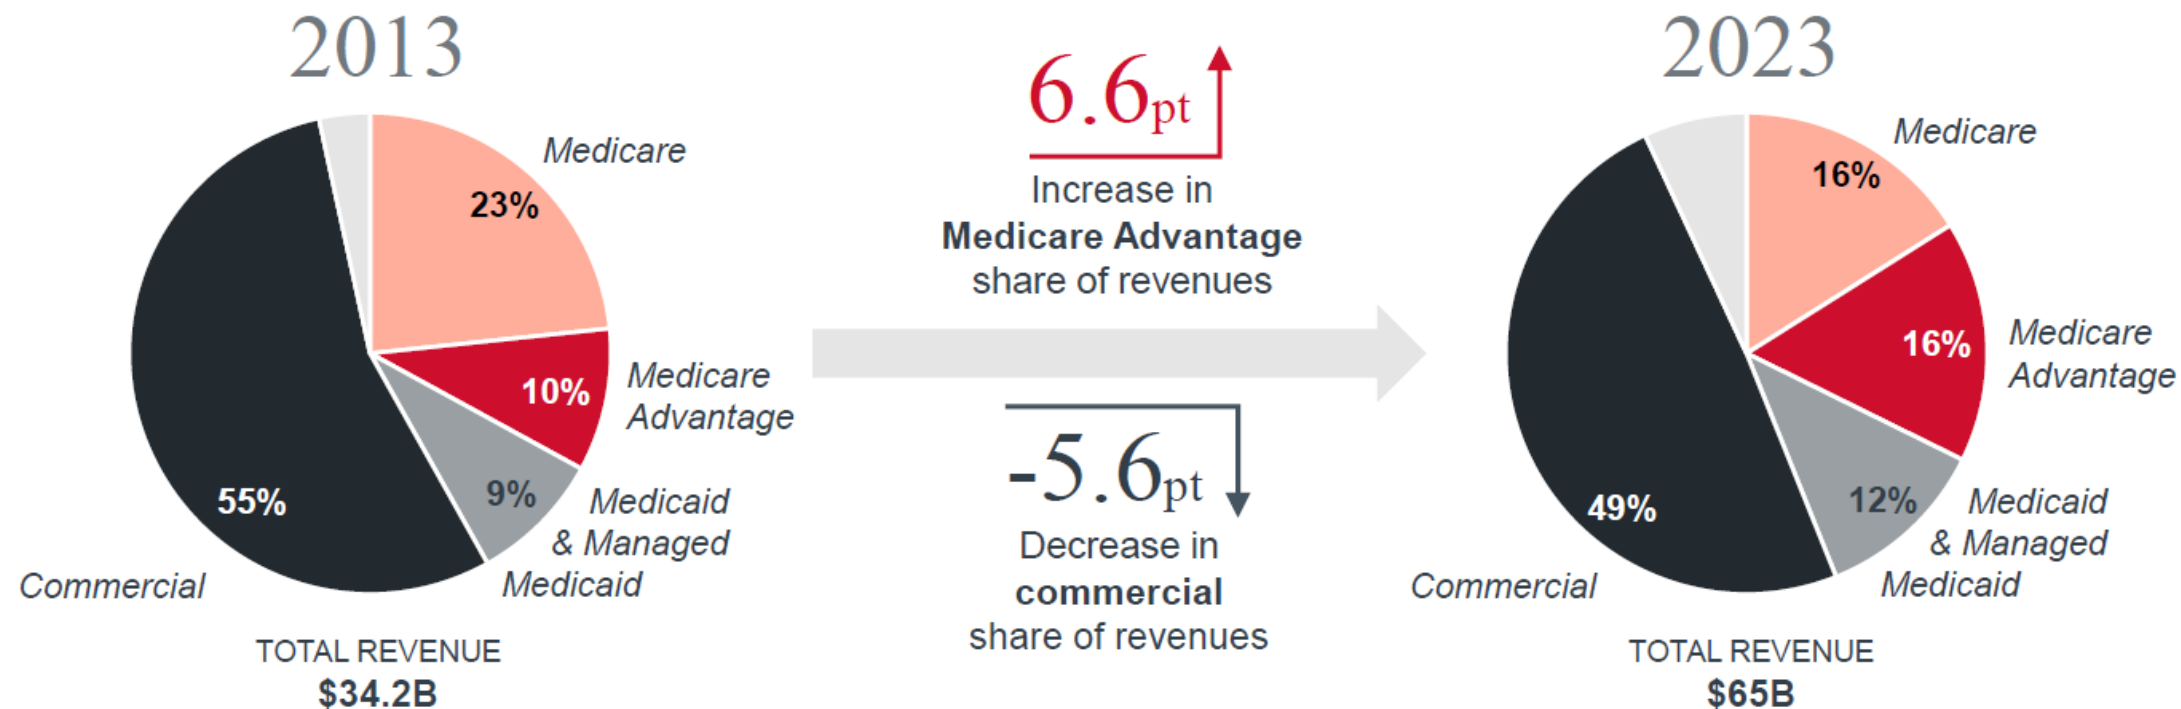 2013
Medicare
23%
10%
Medicare
Advantage
9%
Medicaid
& Managed
Medicaid
55%
Commercial
TOTAL REVENUE
$34.2B
6.6pt
Increase in
Medicare Advantage
share of revenues
-5.6pt
Decrease in
commercial
share of revenues
2023
Medicare
16%
16%
Medicare
Advantage
12%
Medicaid
& Managed
Medicaid
49%
Commercial
TOTAL REVENUE
$65B